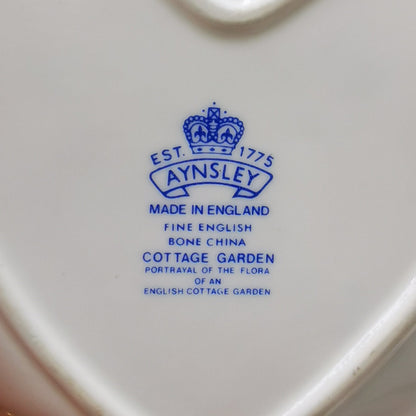 EST. 1775
AYNSLEY
MADE IN ENGLAND
FINE ENGLISH
BONE CHINA
COTTAGE GARDEN
PORTRAYAL OF THE FLORA
OF AN
ENGLISH COTTAGE GARDEN